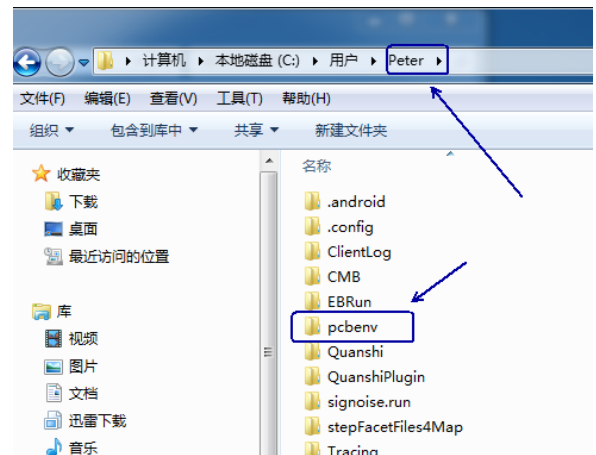 计算机 本地磁盘 (C:) 用户 Peter
文件(F) 编辑(E) 查看(V) 工具(T) 帮助(H)
组织 包含到库中 共享 新建文件夹
收藏夹
下载
桌面
最近访问的位置
库
视频
图片
文档
迅雷下载
音乐
名称
.android
.config
ClientLog
CMB
EBRun
pcbenv
Quanshi
QuanshiPlugin
signoise.run
stepFacetFiles4Map
Tracing